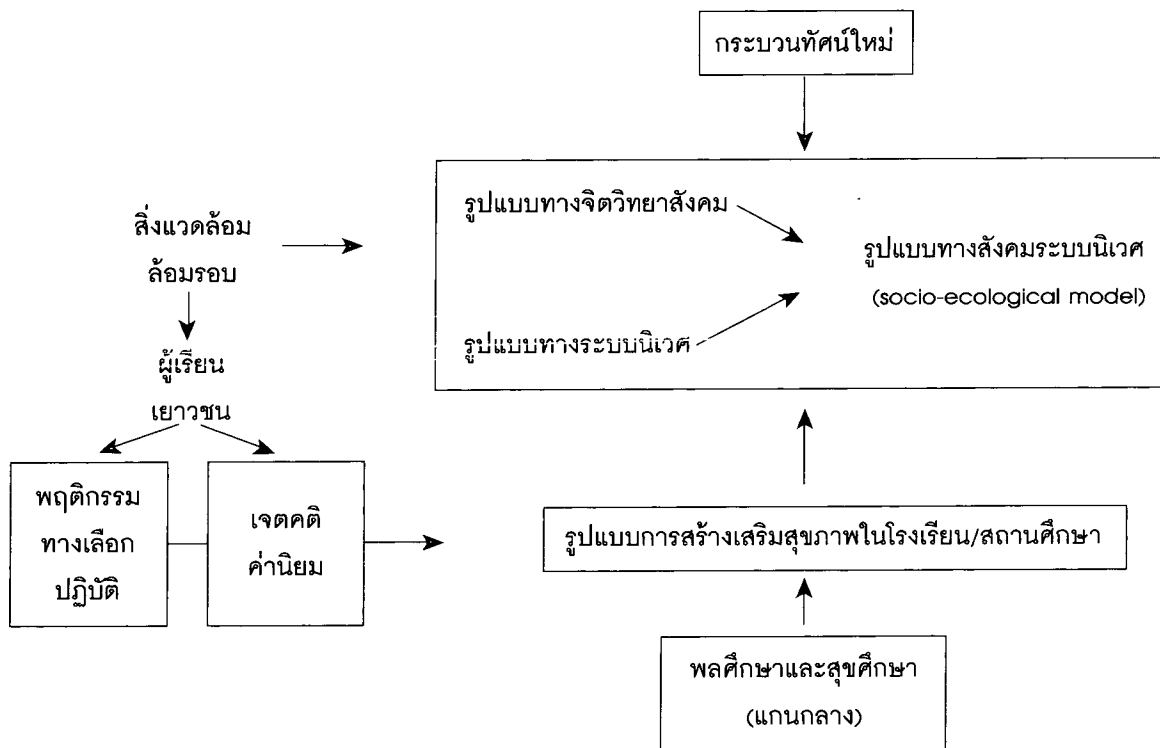 กระบวนทัศน์ใหม่
รูปแบบทางจิตวิทยาสังคม
สิ่งแวดล้อม
ล้อมรอบ
รูปแบบทางสังคมระบบนิเวศ
(socio-ecological model)
รูปแบบทางระบบนิเวศ
ผู้เรียน
เยาวชน
พฤติกรรม
ทางเลือก
ปฏิบัติ
เจตคติ
ค่านิยม
รูปแบบการสร้างเสริมสุขภาพในโรงเรียน/สถานศึกษา
พลศึกษาและสุขศึกษา
(แกนกลาง)